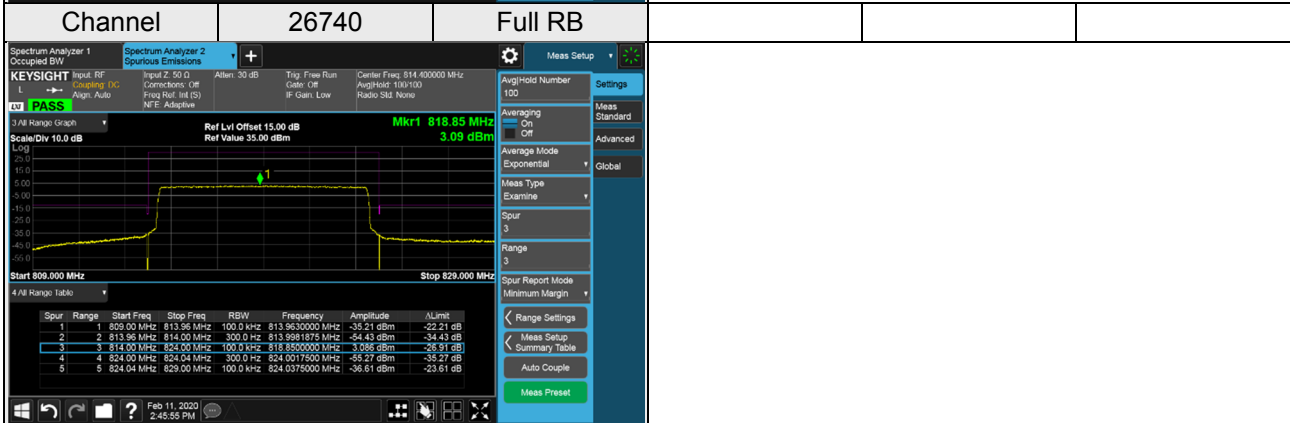 Channel 26740 Full RB
Spectrum Analyzer 1
Occupied BW
Spectrum Analyzer 2
Spurious Emissions
Meas Setup
KEYSIGHT
L
LXI PASS
Input: RF
Coupling: DC
Align: Auto
Input Z: 50 Ω
Corrections: Off
Freq Ref: Int (S)
NFE: Adaptive
Atten: 30 dB
Trig: Free Run
Gate: Off
IF Gain: Low
Center Freq: 814.400000 MHz
Avg|Hold: 100/100
Radio Std: None
3 All Range Graph
Scale/Div 10.0 dB
Ref Lvl Offset 15.00 dB
Ref Value 35.00 dBm
Mkr1 818.85 MHz
3.09 dBm
Log
25.0
15.0
5.00
-5.00
-15.0
-25.0
-35.0
-45.0
-55.0
1
Start 809.000 MHz
Stop 829.000 MHz
4 All Range Table
Spur Range Start Freq Stop Freq RBW Frequency Amplitude ΔLimit
1 1 809.00 MHz 813.96 MHz 100.0 kHz 813.9630000 MHz -35.21 dBm -22.21 dB
2 2 813.96 MHz 814.00 MHz 300.0 Hz 813.9981875 MHz -54.43 dBm -34.43 dB
3 3 814.00 MHz 824.00 MHz 100.0 kHz 818.8500000 MHz 3.086 dBm -26.91 dB
4 4 824.00 MHz 824.04 MHz 300.0 Hz 824.0017500 MHz -55.27 dBm -35.27 dB
5 5 824.04 MHz 829.00 MHz 100.0 kHz 824.0375000 MHz -36.61 dBm -23.61 dB
Feb 11, 2020
2:45:55 PM
Avg|Hold Number
100
Averaging
On
Off
Average Mode
Exponential
Meas Type
Examine
Spur
3
Range
3
Spur Report Mode
Minimum Margin
Range Settings
Meas Setup
Summary Table
Auto Couple
Meas Preset
Settings
Meas
Standard
Advanced
Global